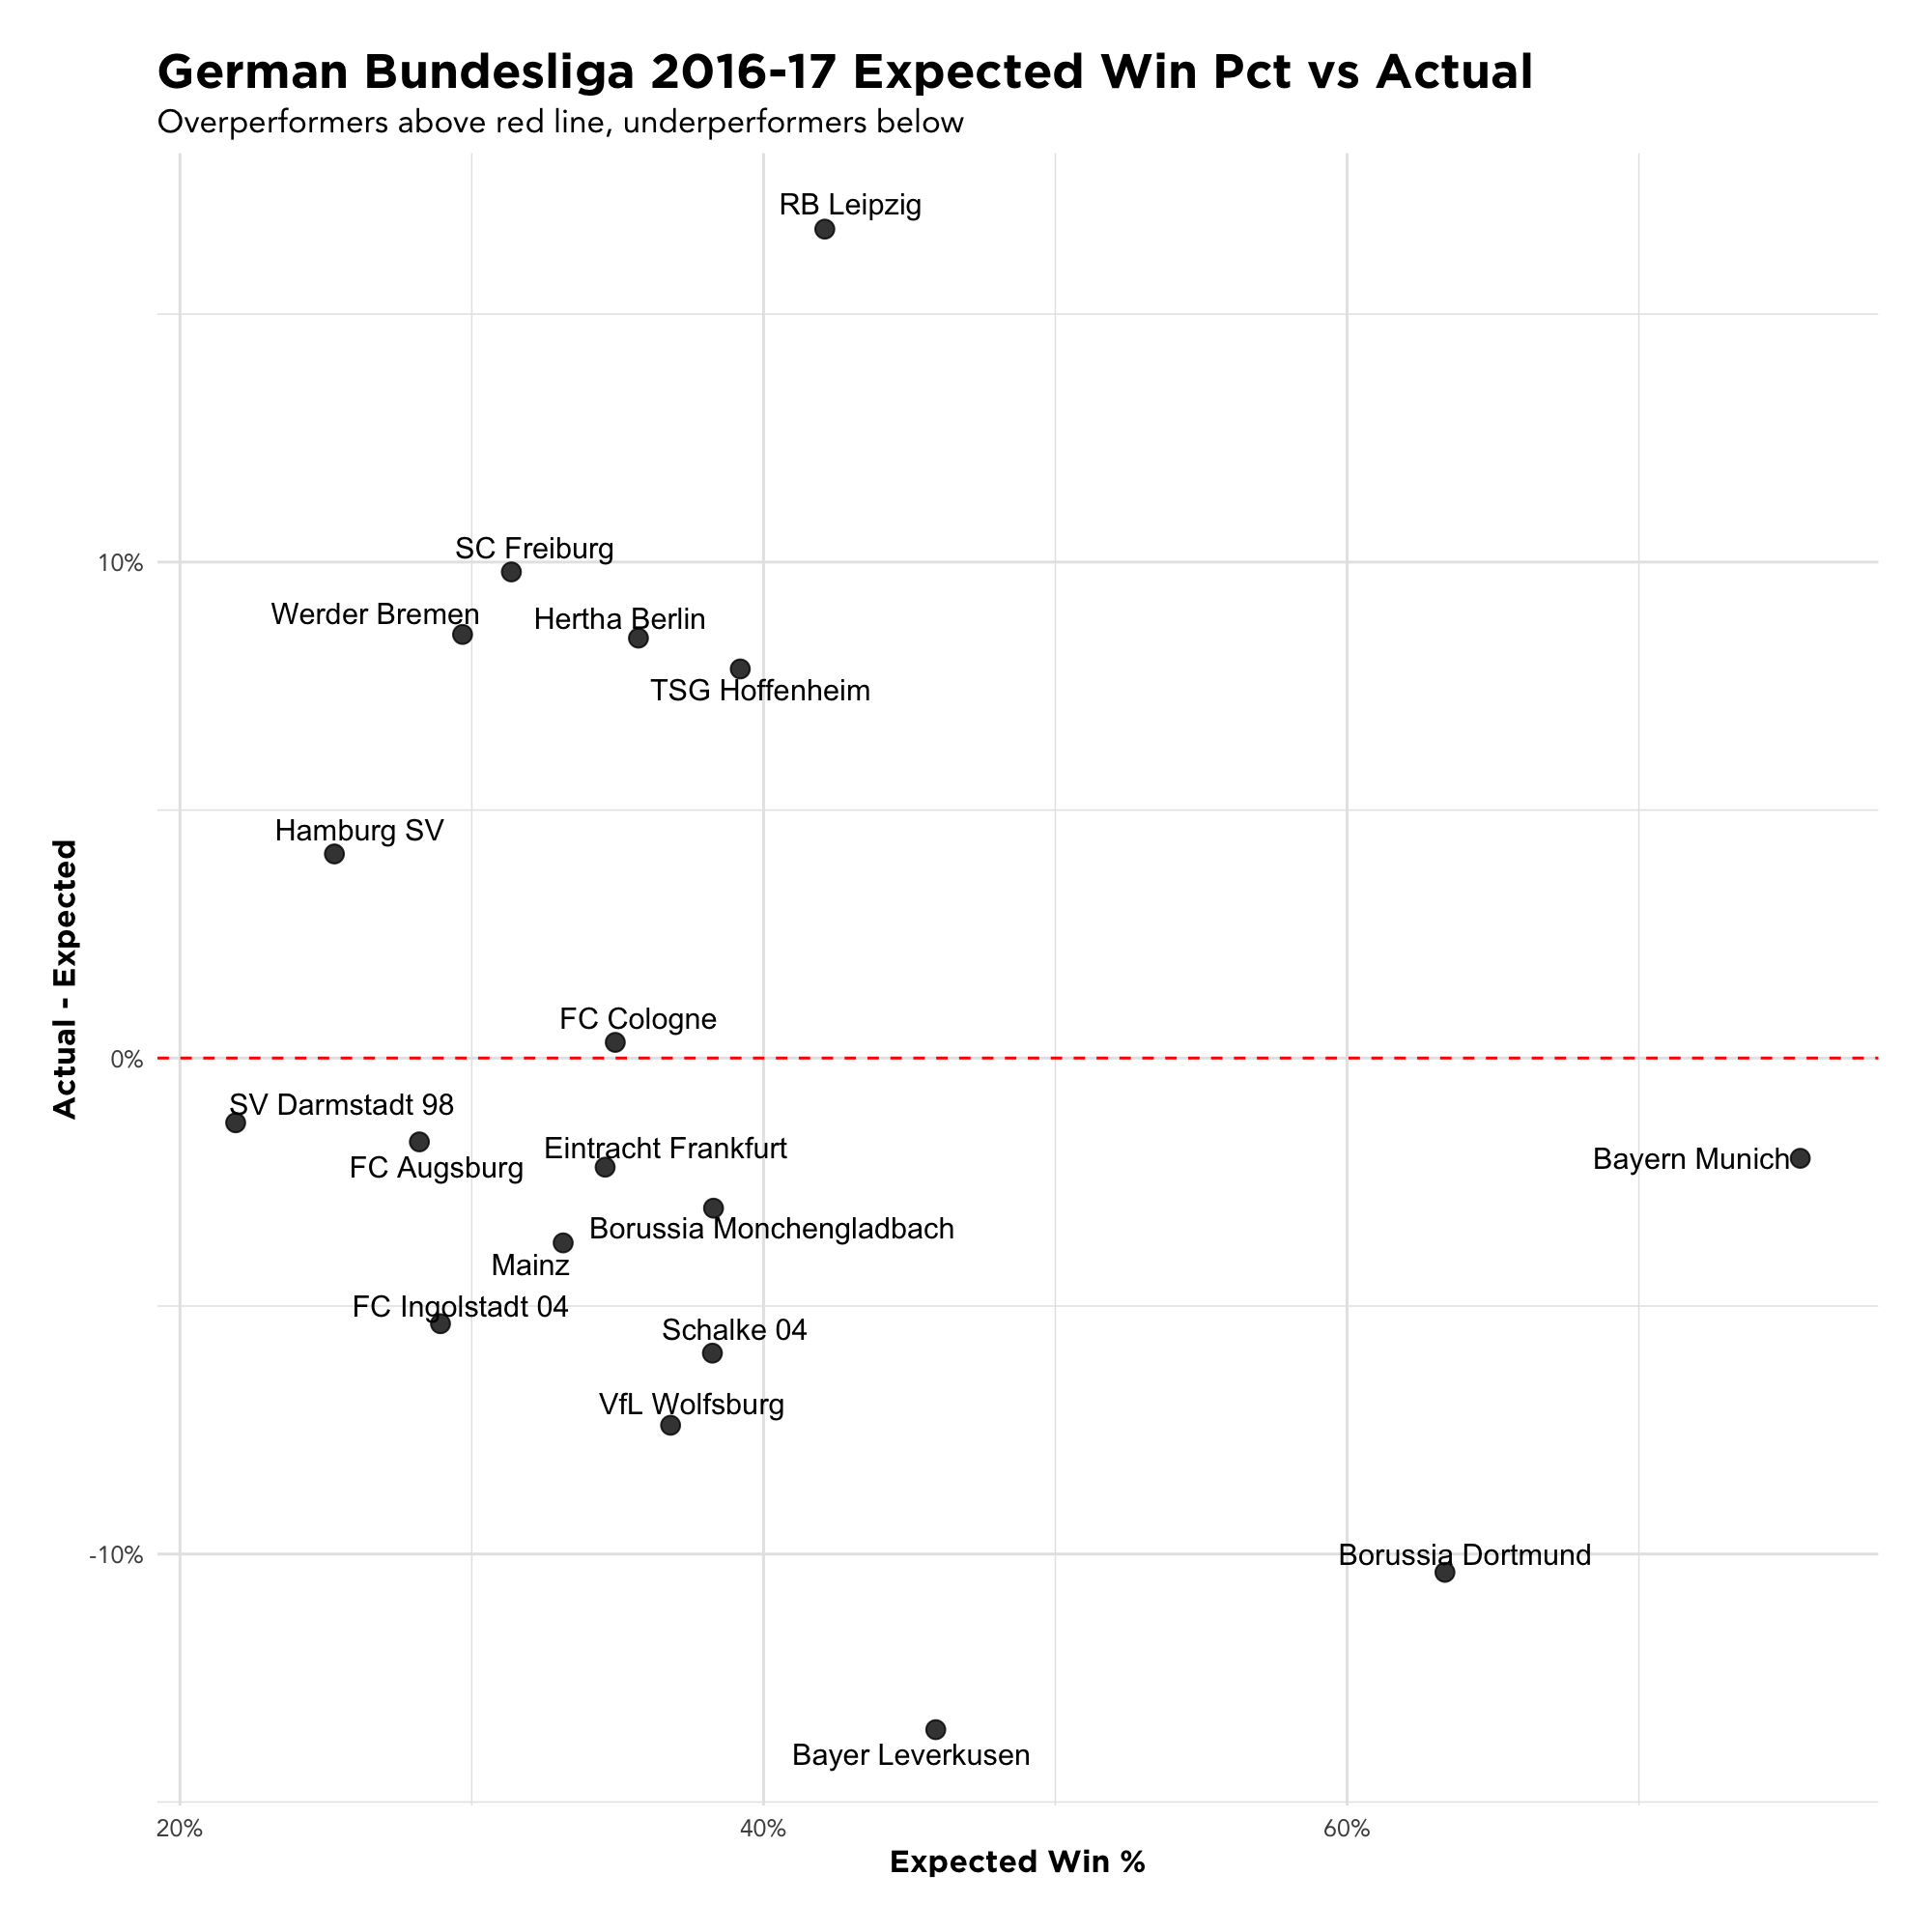 German Bundesliga 2016-17 Expected Win Pct vs Actual
Overperformers above red line, underperformers below
RB Leipzig
SC Freiburg
10%
Werder Bremen
Hertha Berlin
TSG Hoffenheim
Hamburg SV
Actual - Expected
FC Cologne
0%
SV Darmstadt 98
Eintracht Frankfurt
Bayern Munich
FC Augsburg
Borussia Monchengladbach
Mainz
FC Ingolstadt 04
Schalke 04
VfL Wolfsburg
-10%
Borussia Dortmund
Bayer Leverkusen
20%
40%
60%
Expected Win %